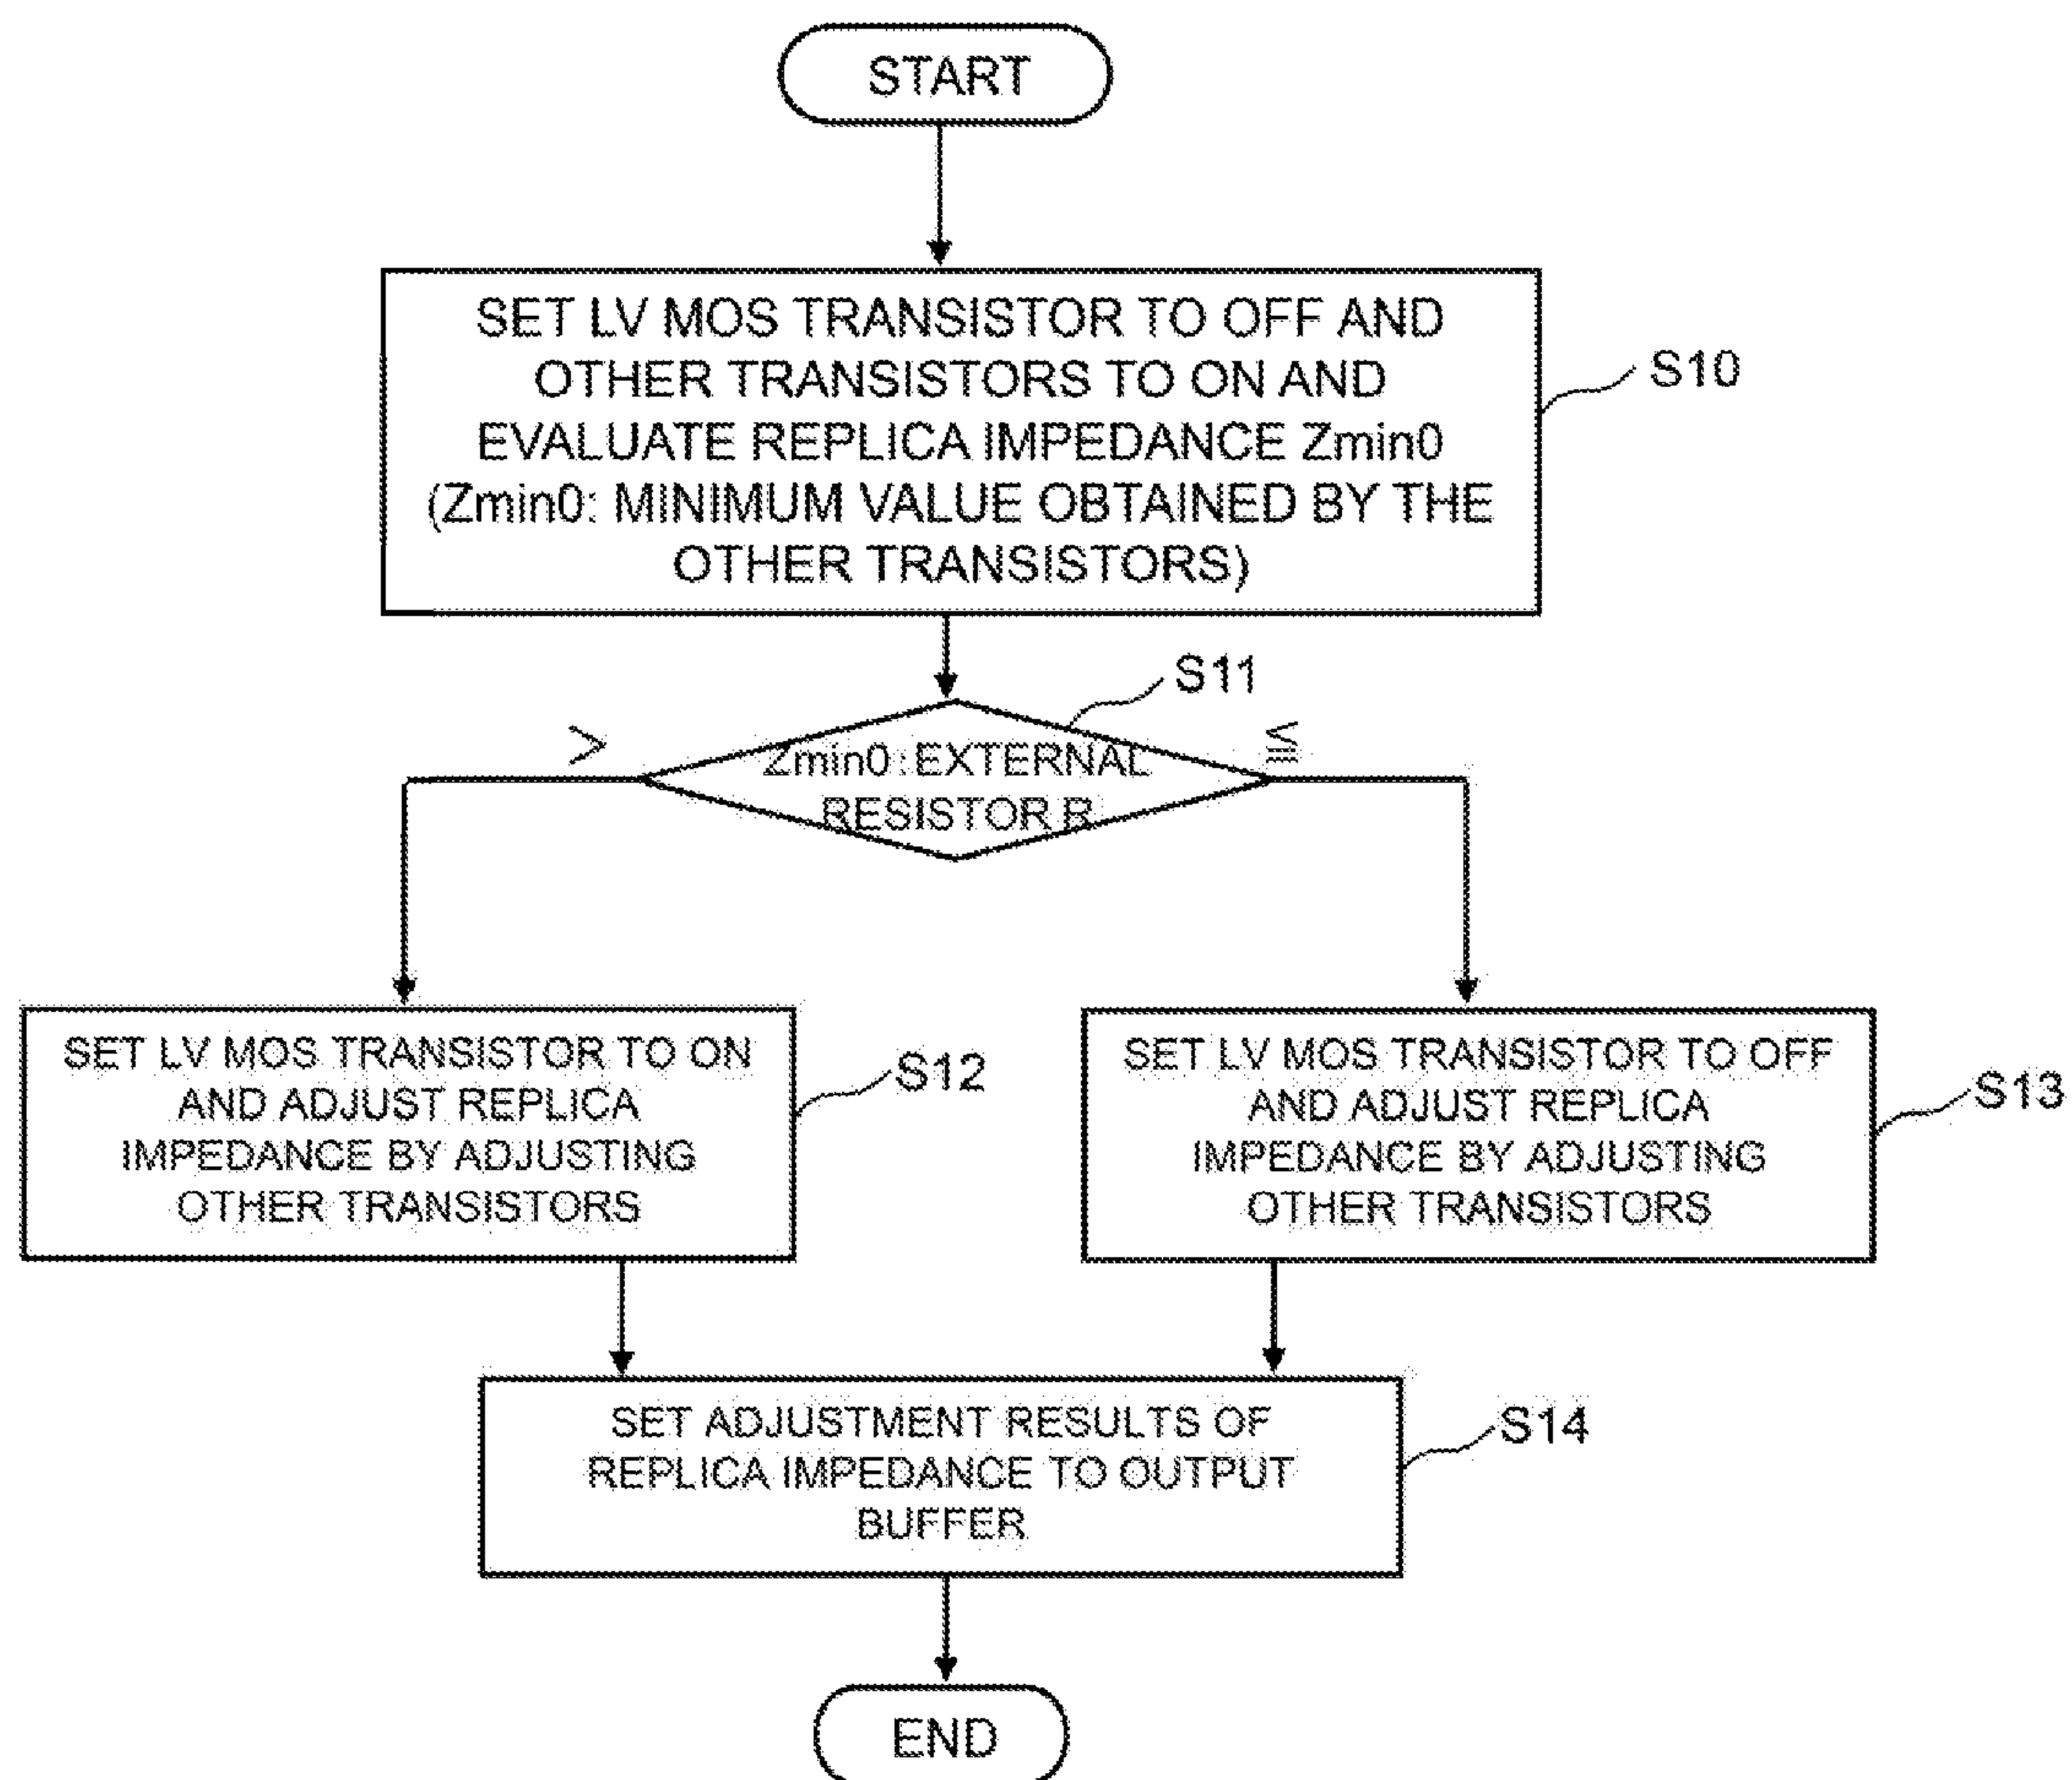 START
SET LV MOS TRANSISTOR TO OFF AND
OTHER TRANSISTORS TO ON AND
EVALUATE REPLICA IMPEDANCE Zmin0
(Zmin0: MINIMUM VALUE OBTAINED BY THE
OTHER TRANSISTORS)
S10
S11
>
Zmin0 :EXTERNAL
RESISTOR R
≦
SET LV MOS TRANSISTOR TO ON
AND ADJUST REPLICA
IMPEDANCE BY ADJUSTING
OTHER TRANSISTORS
S12
SET LV MOS TRANSISTOR TO OFF
AND ADJUST REPLICA
IMPEDANCE BY ADJUSTING
OTHER TRANSISTORS
S13
SET ADJUSTMENT RESULTS OF
REPLICA IMPEDANCE TO OUTPUT
BUFFER
S14
END